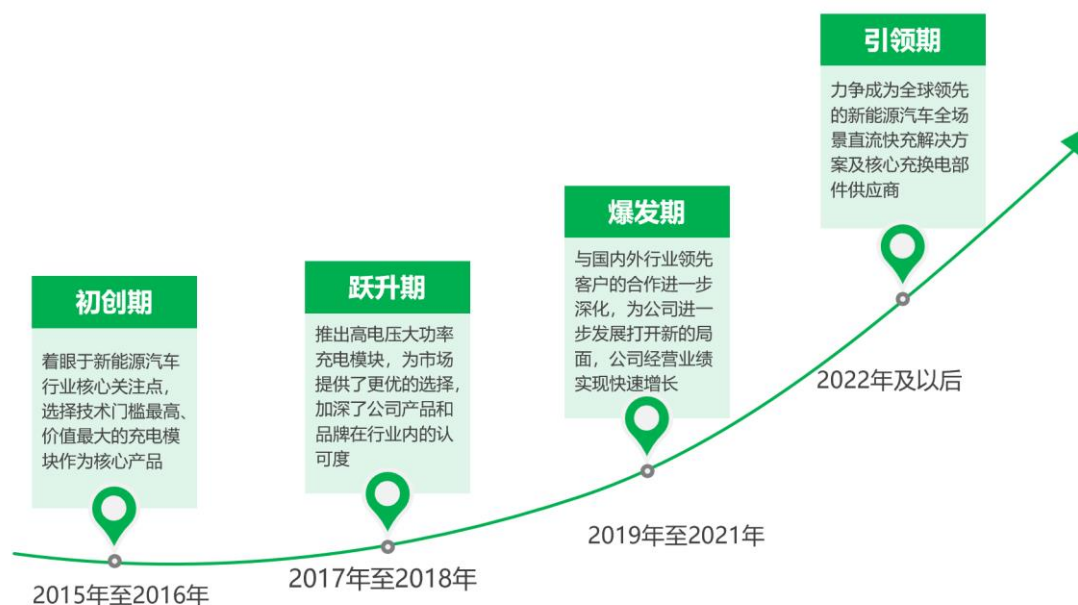 初创期
着眼于新能源汽车
行业核心关注点，
选择技术门槛最高、
价值最大的充电模
块作为核心产品
2015年至2016年
跃升期
推出高电压大功率
充电模块，为市场
提供了更优的选择，
加深了公司产品和
品牌在行业内的认
可度
2017年至2018年
爆发期
与国内外行业领先
客户的合作进一步
深化，为公司进一
步发展打开新的局
面，公司经营业绩
实现快速增长
2019年至2021年
引领期
力争成为全球领先
的新能源汽车全场
景直流快充解决方
案及核心充换电部
件供应商
2022年及以后